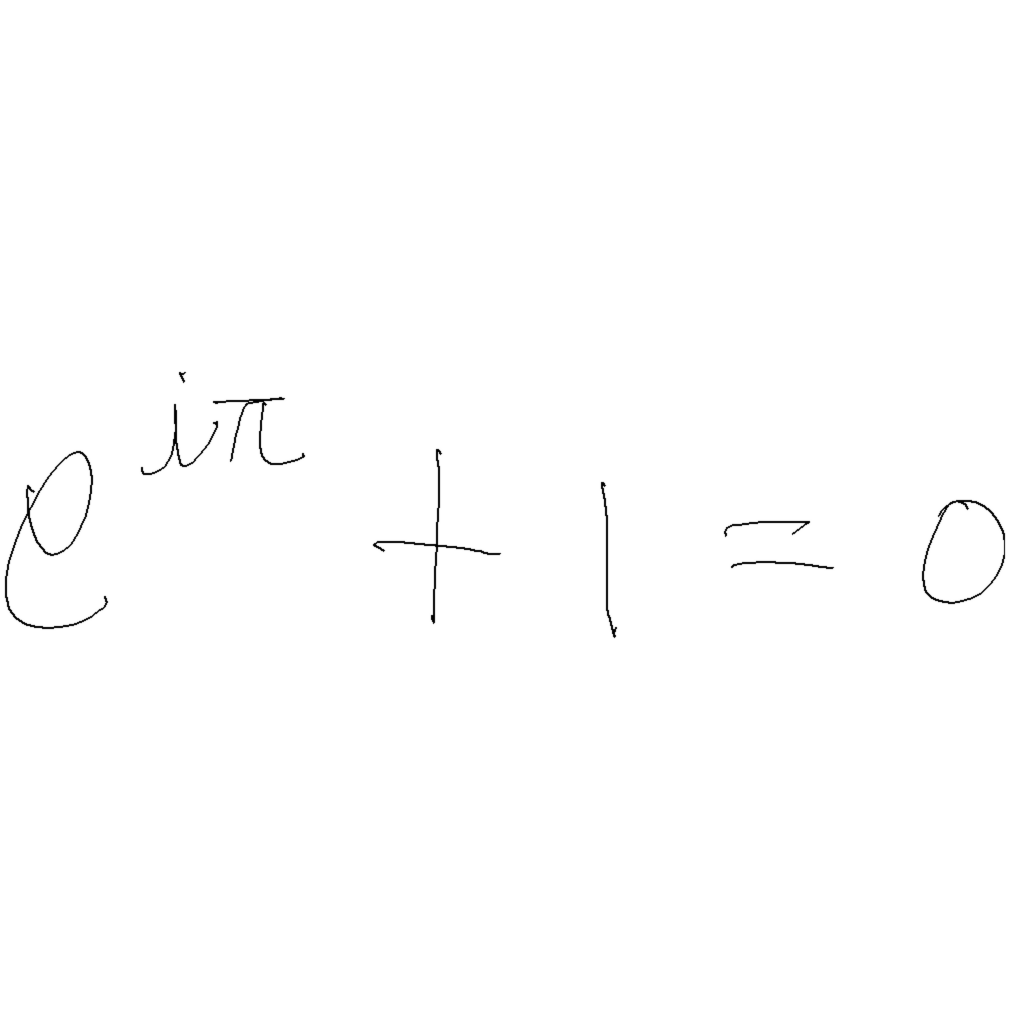 e^{iπ} + 1 = 0